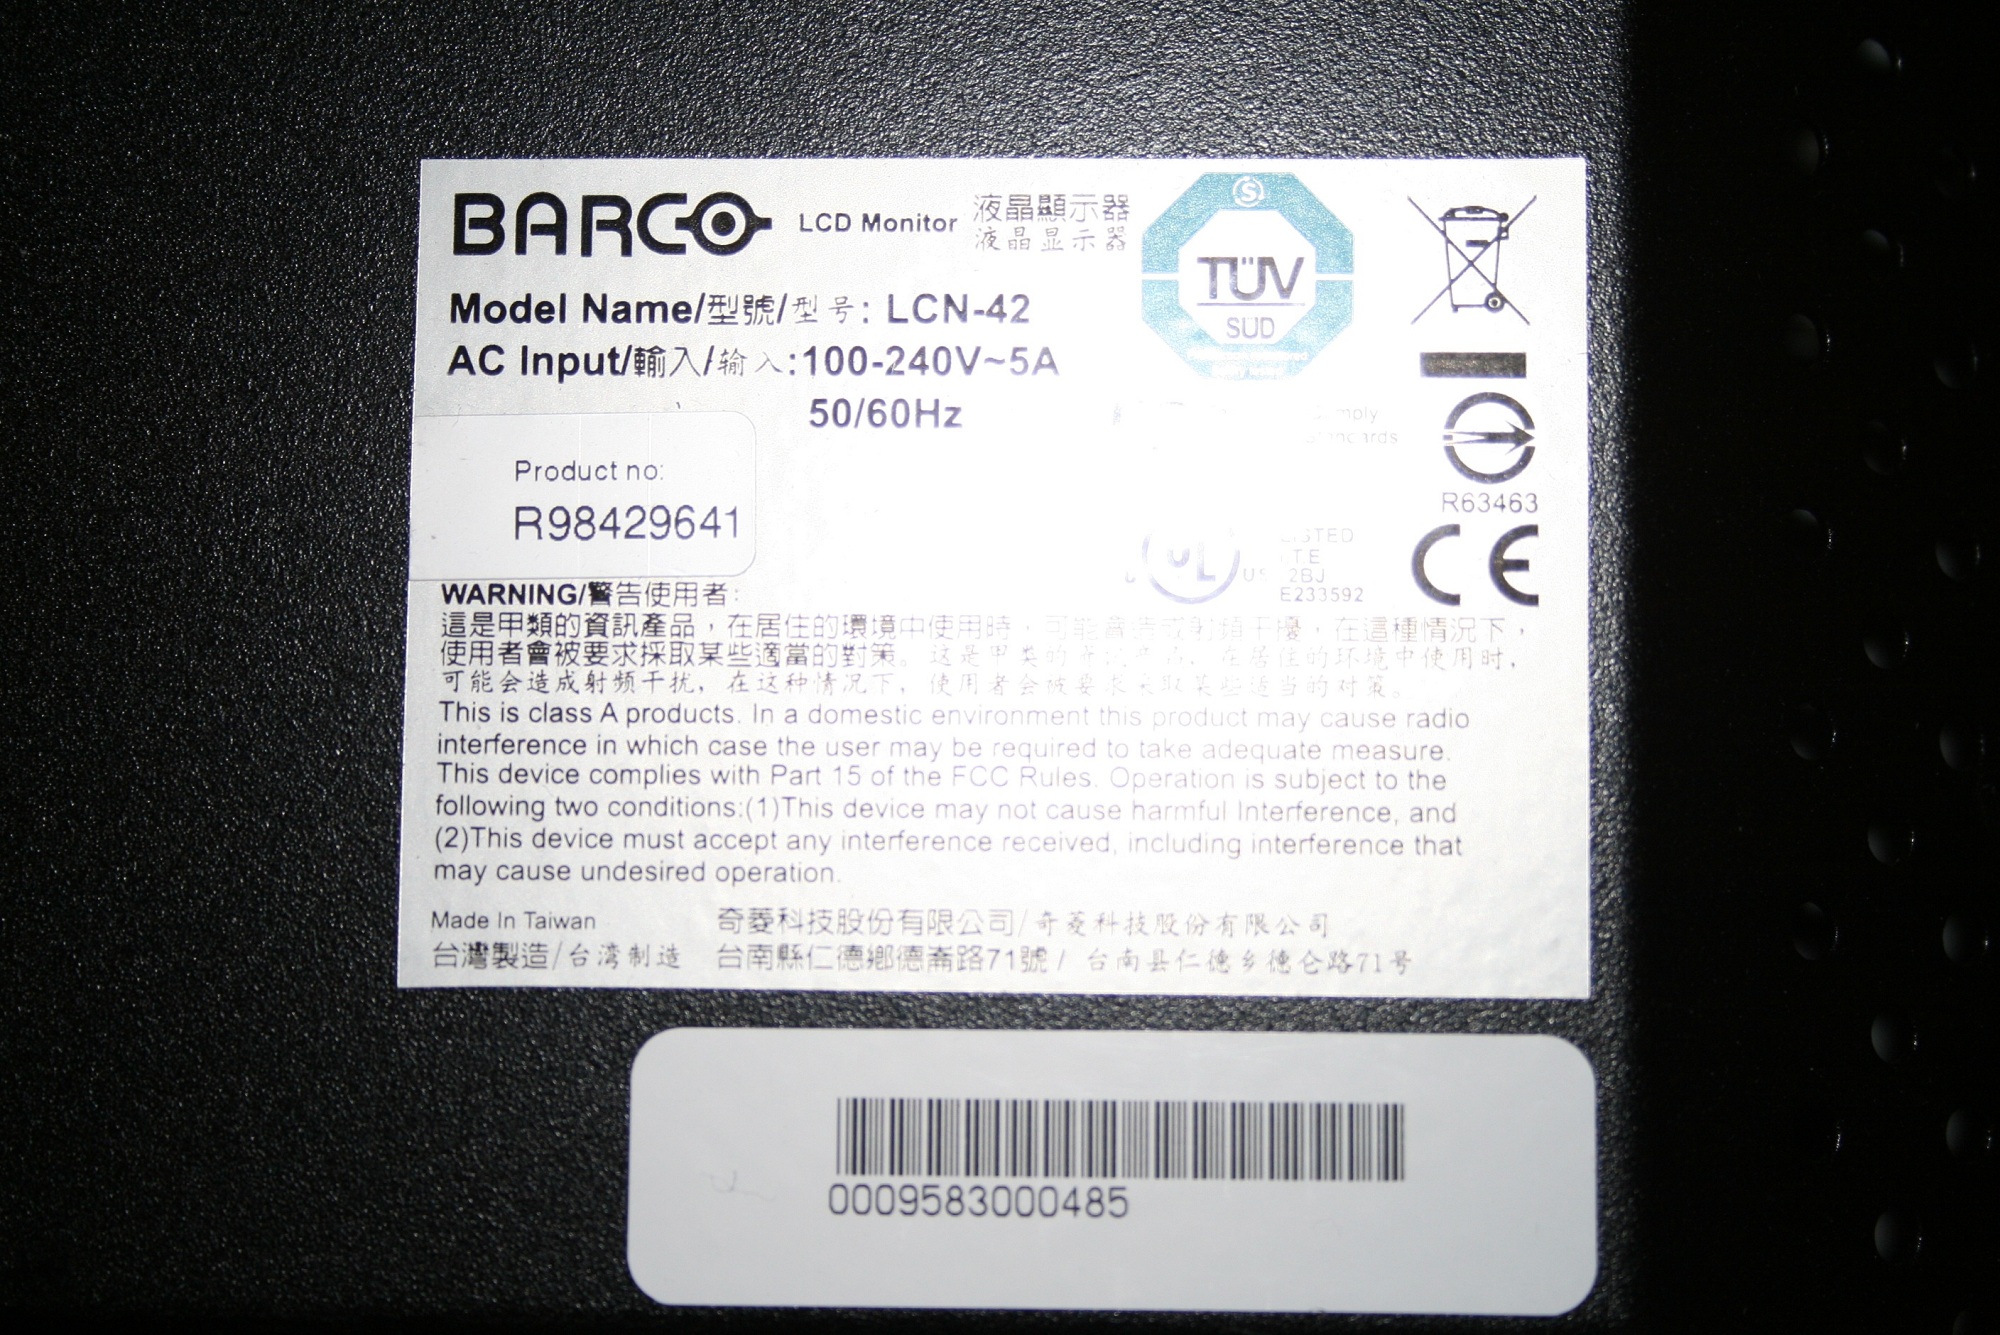 BARCO LCD Monitor 液晶顯示器
液晶显示器
TÜV
SÜD
Model Name/型號/型号: LCN-42
AC Input/輸入/输入:100-240V~5A
50/60Hz
Product no:
R98429641
R63463
CE
UL US
LISTED
I.T.E
2BJ
E233592
WARNING/警告使用者:
這是甲類的資訊產品，在居住的環境中使用時，可能會造成射頻干擾，在這種情況下，
使用者會被要求採取某些適當的對策。这是甲类的资讯产品，在居住的环境中使用时，
可能会造成射频干扰，在这种情况下，使用者会被要求采取某些适当的对策。
This is class A products. In a domestic environment this product may cause radio
interference in which case the user may be required to take adequate measure.
This device complies with Part 15 of the FCC Rules. Operation is subject to the
following two conditions:(1)This device may not cause harmful Interference, and
(2)This device must accept any interference received, including interference that
may cause undesired operation.
Made In Taiwan 奇菱科技股份有限公司/奇菱科技股份有限公司
台灣製造/台湾制造 台南縣仁德鄉德崙路71號 / 台南县仁德乡德仑路71号
0009583000485